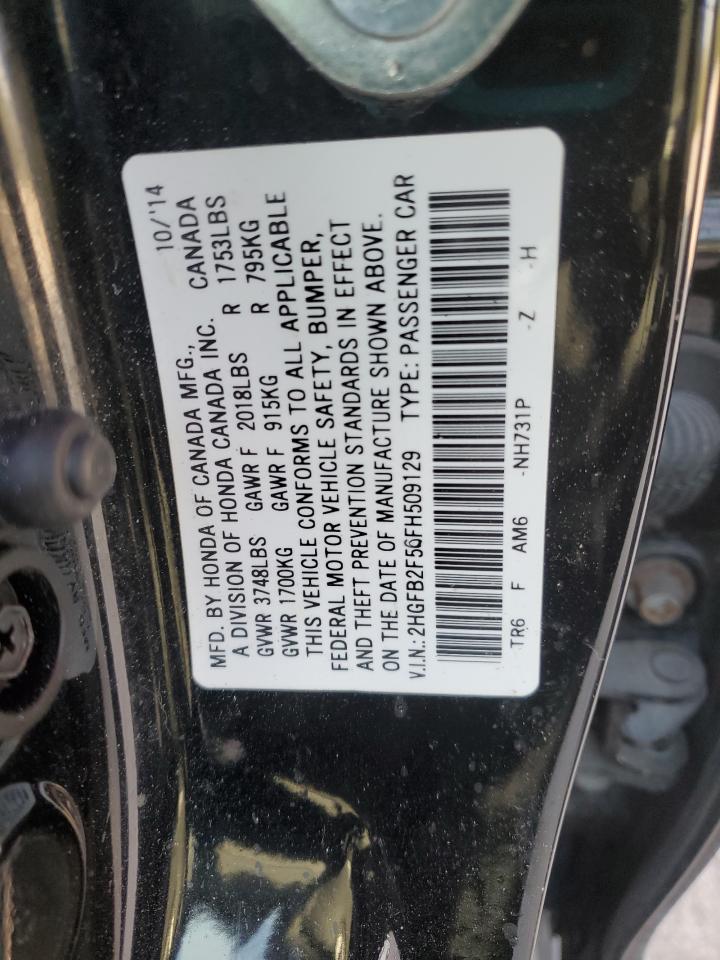 MFD. BY HONDA OF CANADA MFG., 10/'14
A DIVISION OF HONDA CANADA INC. CANADA
GVWR 3748LBS GAWR F 2018LBS R 1753LBS
GVWR 1700KG GAWR F 915KG R 795KG
THIS VEHICLE CONFORMS TO ALL APPLICABLE
FEDERAL MOTOR VEHICLE SAFETY, BUMPER,
AND THEFT PREVENTION STANDARDS IN EFFECT
ON THE DATE OF MANUFACTURE SHOWN ABOVE.
V.I.N.: 2HGFB2F56FH509129 TYPE: PASSENGER CAR
TR6 F AM6 -NH731P -Z -H